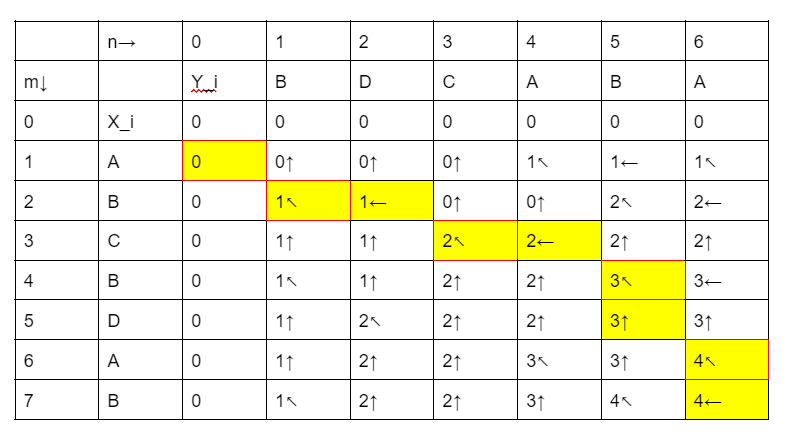 n→ 0 1 2 3 4 5 6
m↓ Y_i B D C A B A
0 X_i 0 0 0 0 0 0 0
1 A 0 0↑ 0↑ 0↑ 1↖ 1← 1↖
2 B 0 1↖ 1← 0↑ 0↑ 2↖ 2←
3 C 0 1↑ 1↑ 2↖ 2← 2↑ 2↑
4 B 0 1↖ 1↑ 2↑ 2↑ 3↖ 3←
5 D 0 1↑ 2↖ 2↑ 2↑ 3↑ 3↑
6 A 0 1↑ 2↑ 2↑ 3↖ 3↑ 4↖
7 B 0 1↖ 2↑ 2↑ 3↑ 4↖ 4←